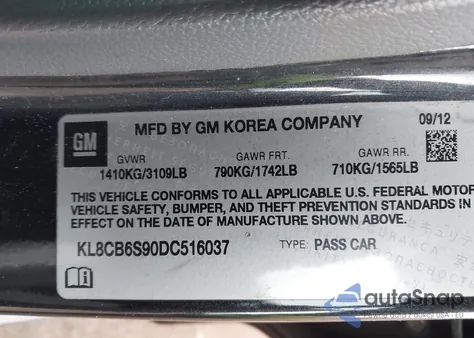 GM
MFD BY GM KOREA COMPANY
09/12
GVWR GAWR FRT. GAWR RR.
1410KG/3109LB 790KG/1742LB 710KG/1565LB
THIS VEHICLE CONFORMS TO ALL APPLICABLE U.S. FEDERAL MOTOR
VEHICLE SAFETY, BUMPER, AND THEFT PREVENTION STANDARDS IN
EFFECT ON THE DATE OF MANUFACTURE SHOWN ABOVE.
KL8CB6S90DC516037 TYPE: PASS CAR
autoSnap